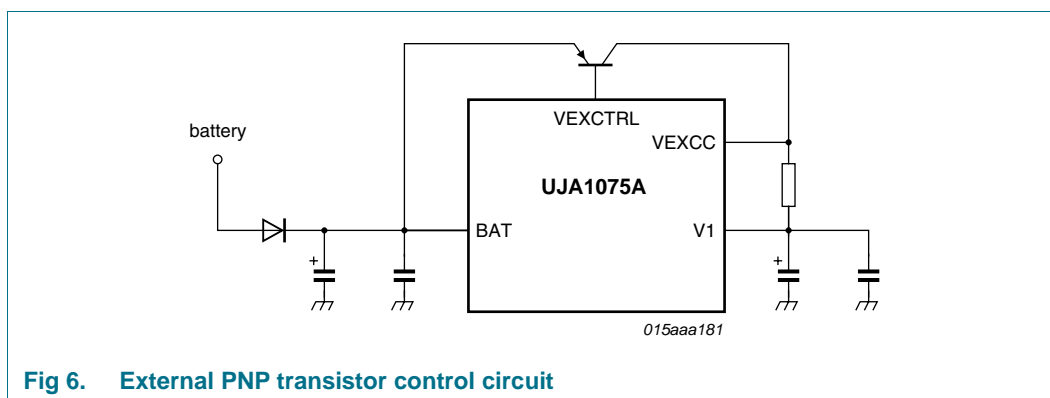 VEXCTRL
battery
VEXCC
UJA1075A
BAT
V1
+
+
015aaa181
Fig 6. External PNP transistor control circuit